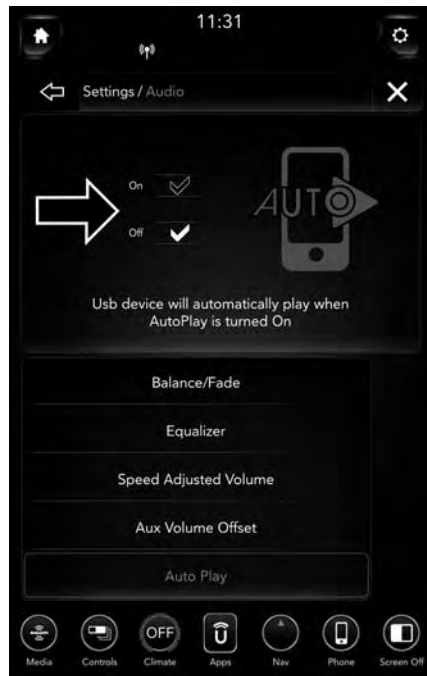 11:31
Settings / Audio
On
Off
AUTO
Usb device will automatically play when
AutoPlay is turned On
Balance/Fade
Equalizer
Speed Adjusted Volume
Aux Volume Offset
Auto Play
OFF
Media Controls Climate Apps Nav Phone Screen Off